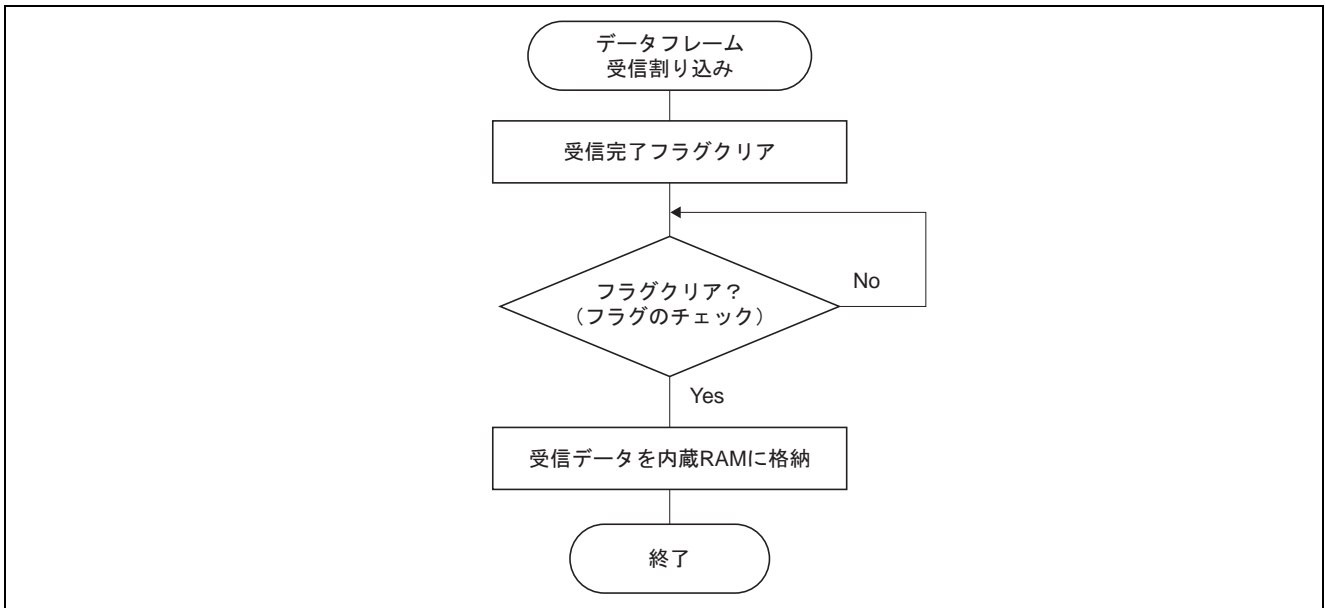 データフレーム
受信割り込み
受信完了フラグクリア
No
フラグクリア？
（フラグのチェック）
Yes
受信データを内蔵RAMに格納
終了